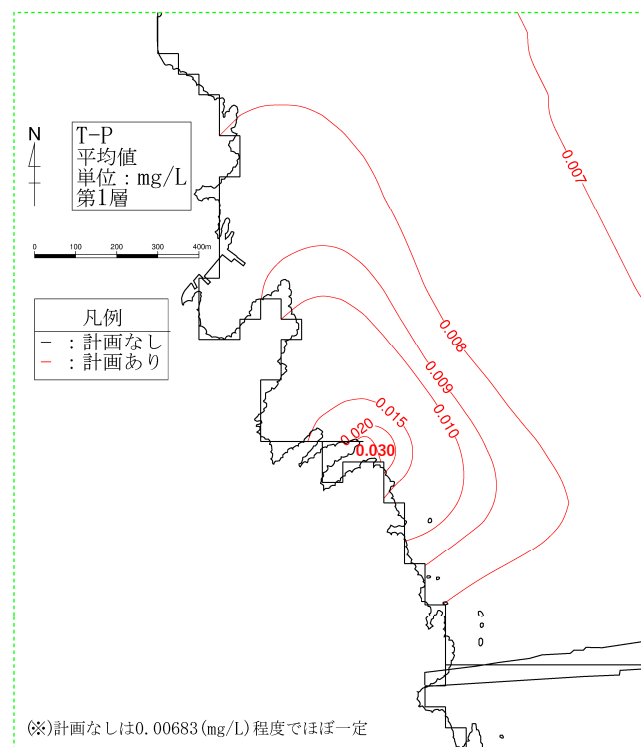 0.007
N
T-P
平均値
単位：mg/L
第1層
0 100 200 300 400m
凡例
− ：計画なし
− ：計画あり
0.008
0.009
0.010
0.015
0.020
0.030
(※)計画なしは0.00683(mg/L)程度でほぼ一定